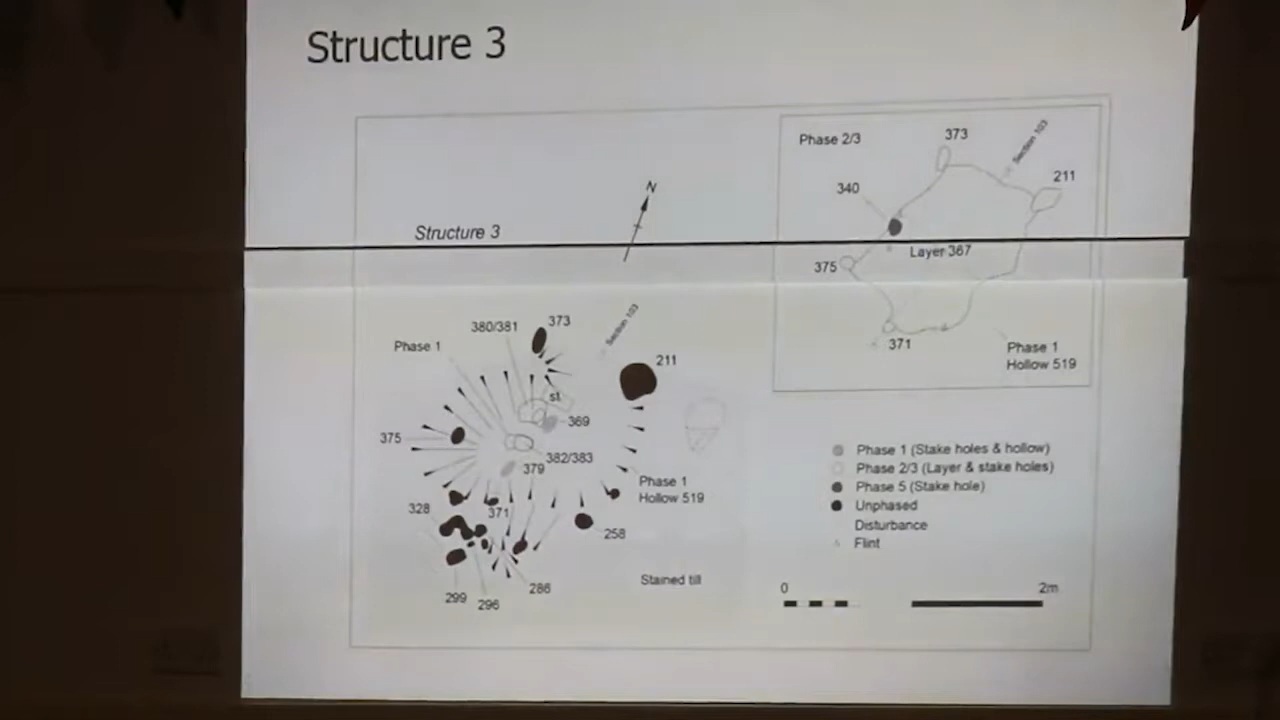 Structure 3
Phase 2/3
373
Section 103
211
340
N
Structure 3
Layer 367
375
Section 103
380/381
373
Phase 1
211
371
Phase 1
Hollow 519
st
369
375
382/383
379
Phase 1 (Stake holes & hollow)
Phase 2/3 (Layer & stake holes)
Phase 5 (Stake hole)
Unphased
Disturbance
Flint
Phase 1
Hollow 519
328
371
258
Stained till
286
299
296
0
2m